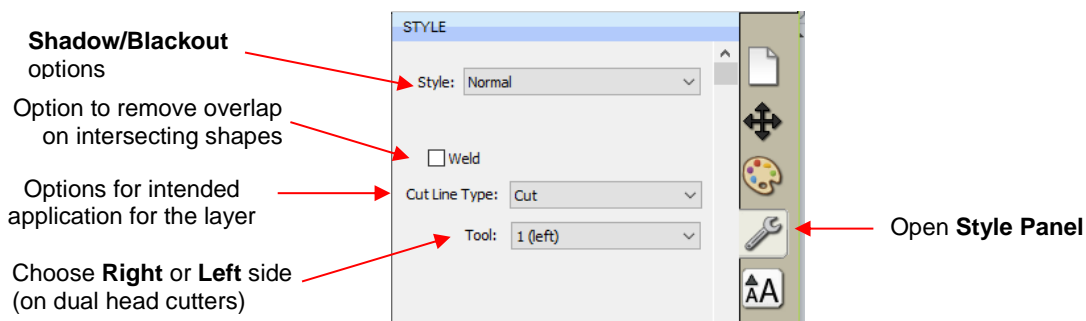 STYLE
Shadow/Blackout
options
Style: Normal
Option to remove overlap
on intersecting shapes
Weld
Options for intended
application for the layer
Cut Line Type: Cut
Open Style Panel
Tool: 1 (left)
Choose Right or Left side
(on dual head cutters)
AA